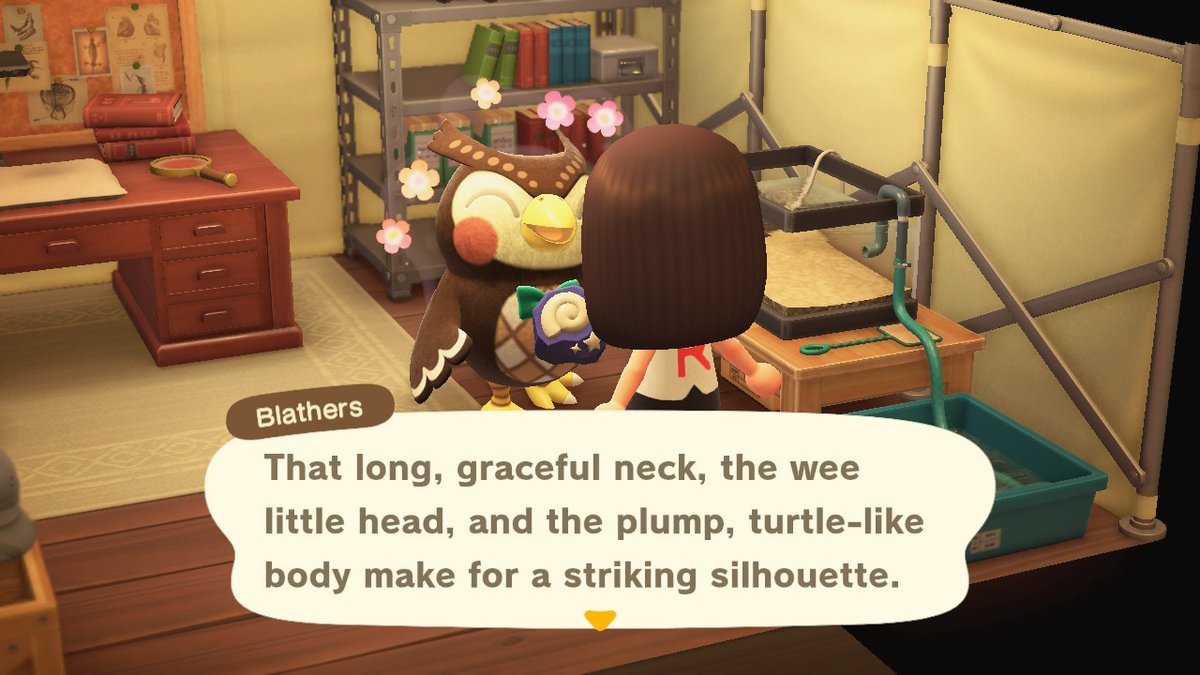 Blathers
That long, graceful neck, the wee
little head, and the plump, turtle-like
body make for a striking silhouette.
R